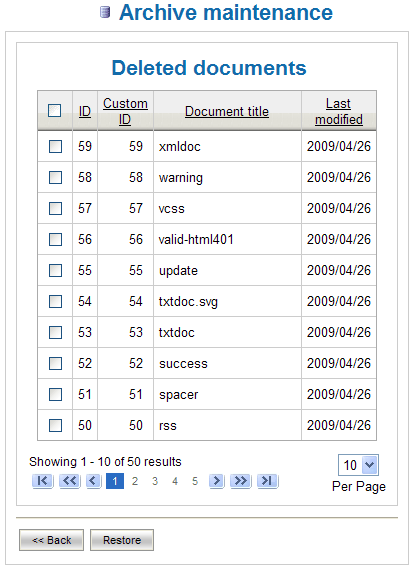 Archive maintenance
Deleted documents
ID Custom ID Document title Last modified
59 59 xmldoc 2009/04/26
58 58 warning 2009/04/26
57 57 vcss 2009/04/26
56 56 valid-html401 2009/04/26
55 55 update 2009/04/26
54 54 txtdoc.svg 2009/04/26
53 53 txtdoc 2009/04/26
52 52 success 2009/04/26
51 51 spacer 2009/04/26
50 50 rss 2009/04/26
Showing 1 - 10 of 50 results
1 2 3 4 5
10
Per Page
<< Back Restore